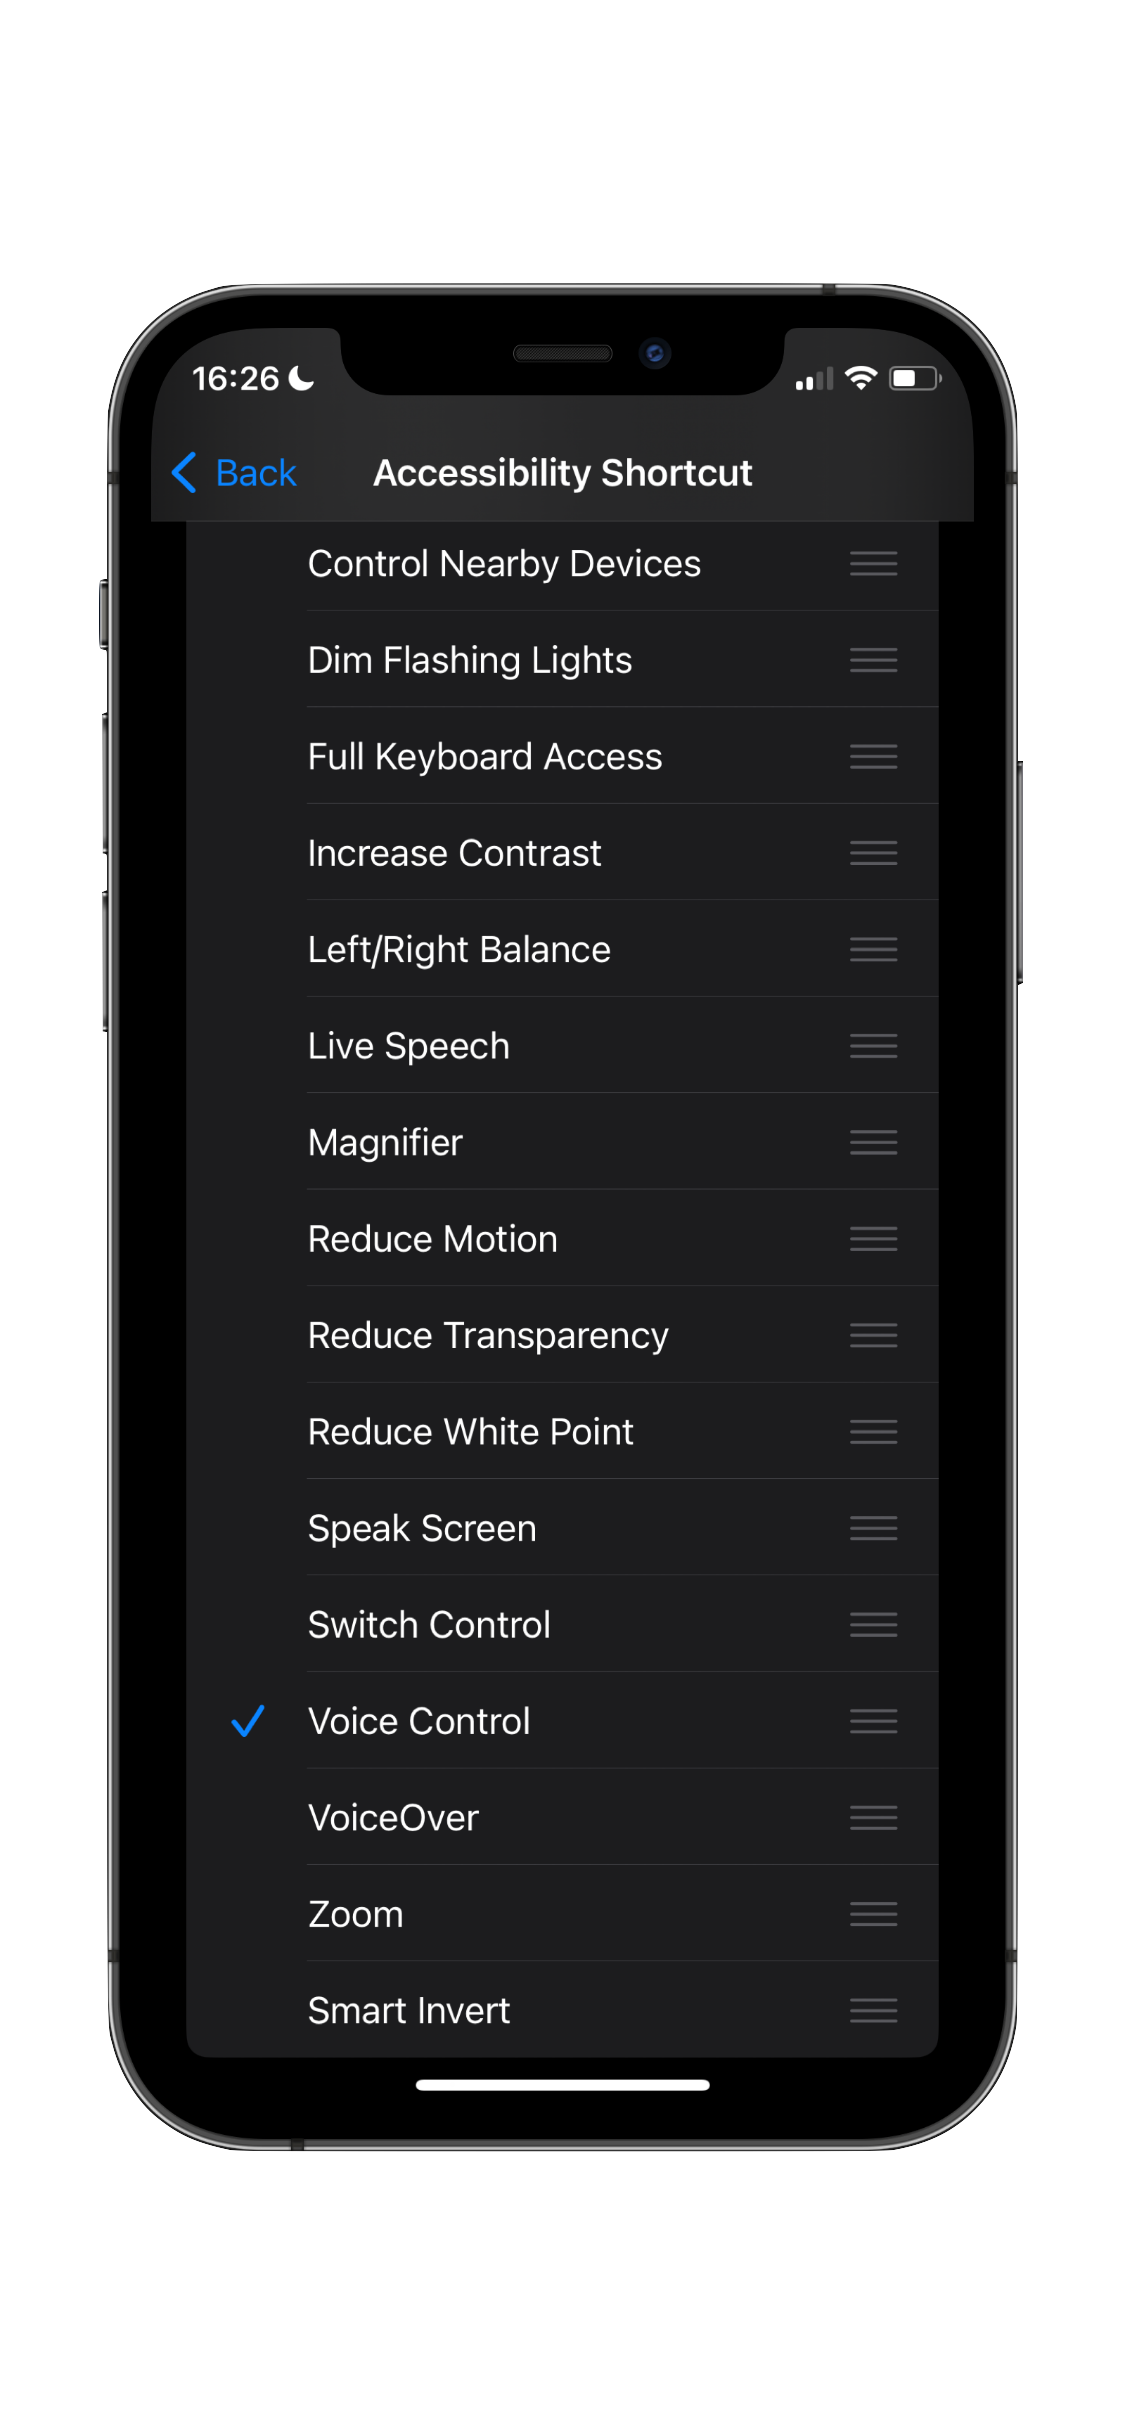 16:26
Back
Accessibility Shortcut
Control Nearby Devices
Dim Flashing Lights
Full Keyboard Access
Increase Contrast
Left/Right Balance
Live Speech
Magnifier
Reduce Motion
Reduce Transparency
Reduce White Point
Speak Screen
Switch Control
Voice Control
VoiceOver
Zoom
Smart Invert